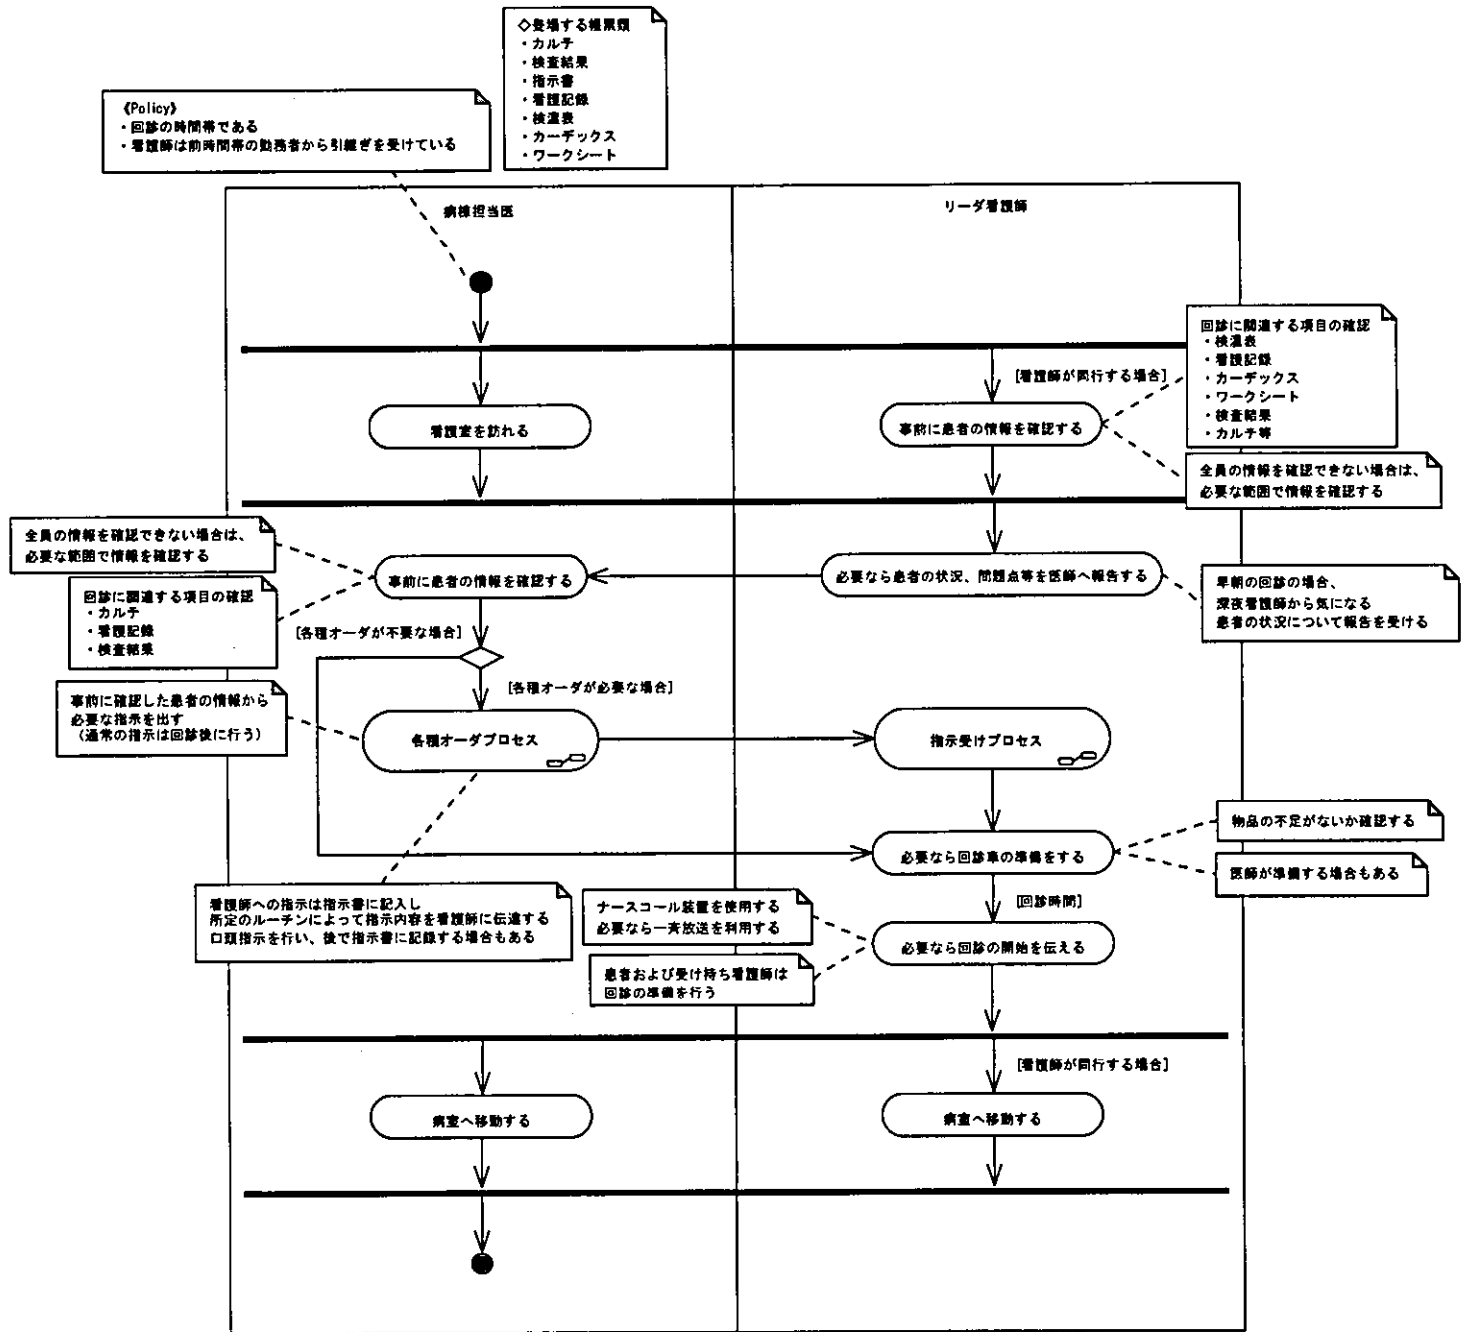 ◇登場する帳票類
・カルテ
・検査結果
・指示書
・看護記録
・検温表
・カーデックス
・ワークシート
《Policy》
・回診の時間帯である
・看護師は前時間帯の勤務者から引継ぎを受けている
病棟担当医
リーダ看護師
回診に関連する項目の確認
・検温表
・看護記録
・カーデックス
・ワークシート
・検査結果
・カルテ等
[看護師が同行する場合]
看護室を訪れる
事前に患者の情報を確認する
全員の情報を確認できない場合は、
必要な範囲で情報を確認する
全員の情報を確認できない場合は、
必要な範囲で情報を確認する
事前に患者の情報を確認する
必要なら患者の状況、問題点等を医師へ報告する
早朝の回診の場合、
深夜看護師から気になる
患者の状況について報告を受ける
回診に関連する項目の確認
・カルテ
・看護記録
・検査結果
[各種オーダが不要な場合]
[各種オーダが必要な場合]
事前に確認した患者の情報から
必要な指示を出す
(通常の指示は回診後に行う)
各種オーダプロセス
指示受けプロセス
物品の不足がないか確認する
必要なら回診車の準備をする
医師が準備する場合もある
看護師への指示は指示書に記入し
所定のルーチンによって指示内容を看護師に伝達する
口頭指示を行い、後で指示書に記録する場合もある
ナースコール装置を使用する
必要なら一斉放送を利用する
[回診時間]
必要なら回診の開始を伝える
患者および受け持ち看護師は
回診の準備を行う
[看護師が同行する場合]
病室へ移動する
病室へ移動する